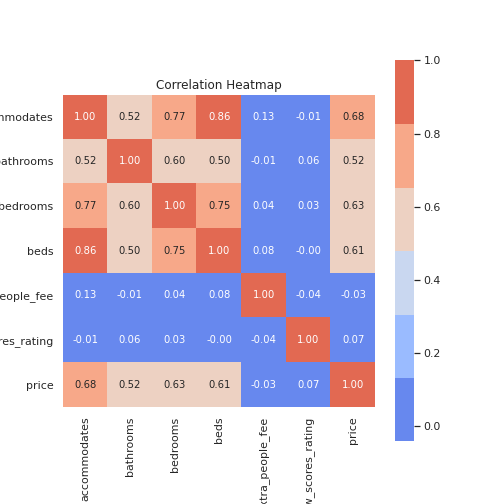 Correlation Heatmap
1.0
0.8
0.6
0.4
0.2
0.0
mmodates 1.00 0.52 0.77 0.86 0.13 -0.01 0.68
bathrooms 0.52 1.00 0.60 0.50 -0.01 0.06 0.52
bedrooms 0.77 0.60 1.00 0.75 0.04 0.03 0.63
beds 0.86 0.50 0.75 1.00 0.08 -0.00 0.61
eople_fee 0.13 -0.01 0.04 0.08 1.00 -0.04 -0.03
res_rating -0.01 0.06 0.03 -0.00 -0.04 1.00 0.07
price 0.68 0.52 0.63 0.61 -0.03 0.07 1.00
accommodates
bathrooms
bedrooms
beds
xtra_people_fee
w_scores_rating
price